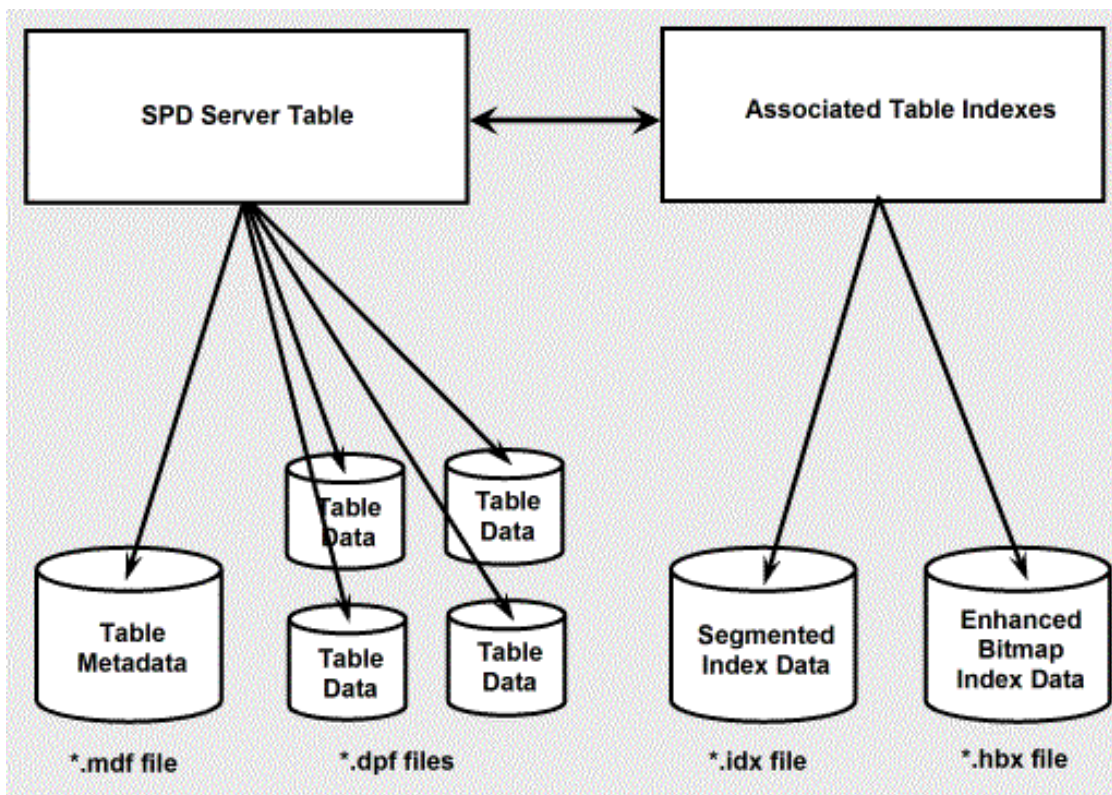 SPD Server Table
Associated Table Indexes
Table
Data
Table
Data
Table
Metadata
Table
Data
Table
Data
Segmented
Index Data
Enhanced
Bitmap
Index Data
*.mdf file
*.dpf files
*.idx file
*.hbx file